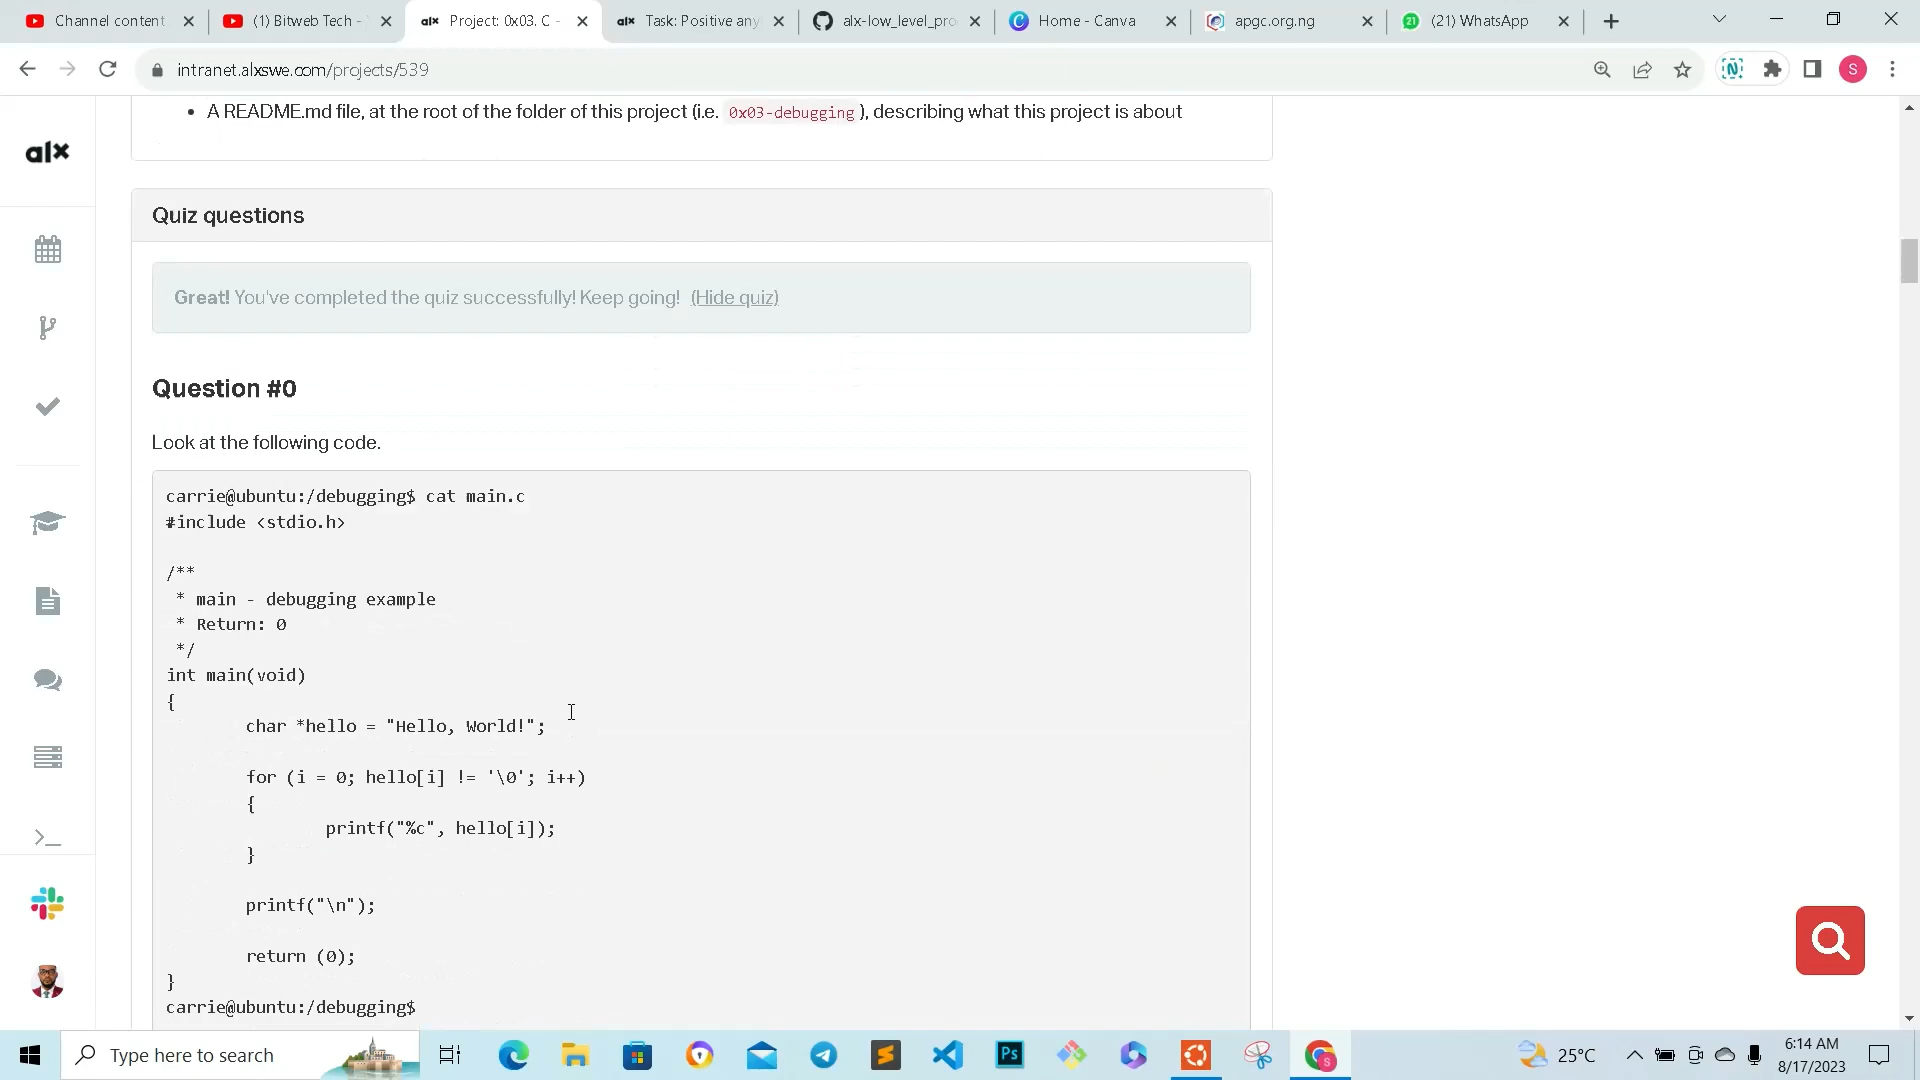 Channel content
(1) Bitweb Tech -
alx Project: 0x03. C -
alx Task: Positive any
alx-low_level_pro
Home - Canva
apgc.org.ng
21 (21) WhatsApp
intranet.alxswe.com/projects/539
S
alx
• A README.md file, at the root of the folder of this project (i.e. 0x03-debugging ), describing what this project is about
Quiz questions
Great! You've completed the quiz successfully! Keep going! (Hide quiz)
Question #0
Look at the following code.
carrie@ubuntu:/debugging$ cat main.c
#include <stdio.h>
/**
* main - debugging example
* Return: 0
*/
int main(void)
{
char *hello = "Hello, World!";
for (i = 0; hello[i] != '\0'; i++)
{
printf("%c", hello[i]);
}
printf("\n");
return (0);
}
carrie@ubuntu:/debugging$
Type here to search
Ps
S
25°C
6:14 AM
8/17/2023